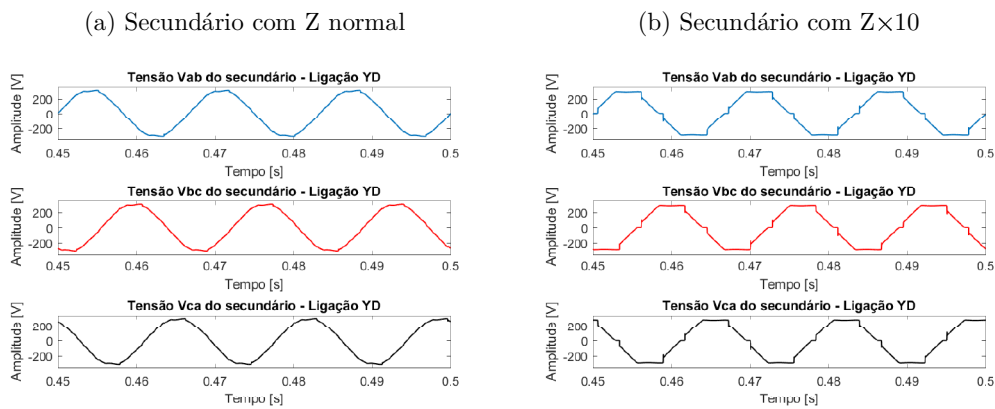 (a) Secundário com Z normal
(b) Secundário com Z×10
Tensão Vab do secundário - Ligação YD
Amplitude [V]
200
0
-200
0.45
0.46
0.47
0.48
0.49
0.5
Tempo [s]
Tensão Vbc do secundário - Ligação YD
Amplitude [V]
200
0
-200
0.45
0.46
0.47
0.48
0.49
0.5
Tempo [s]
Tensão Vca do secundário - Ligação YD
Amplitude [V]
200
0
-200
0.45
0.46
0.47
0.48
0.49
0.5
Tempo [s]
Tensão Vab do secundário - Ligação YD
Amplitude [V]
200
0
-200
0.45
0.46
0.47
0.48
0.49
0.5
Tempo [s]
Tensão Vbc do secundário - Ligação YD
Amplitude [V]
200
0
-200
0.45
0.46
0.47
0.48
0.49
0.5
Tempo [s]
Tensão Vca do secundário - Ligação YD
Amplitude [V]
200
0
-200
0.45
0.46
0.47
0.48
0.49
0.5
Tempo [s]